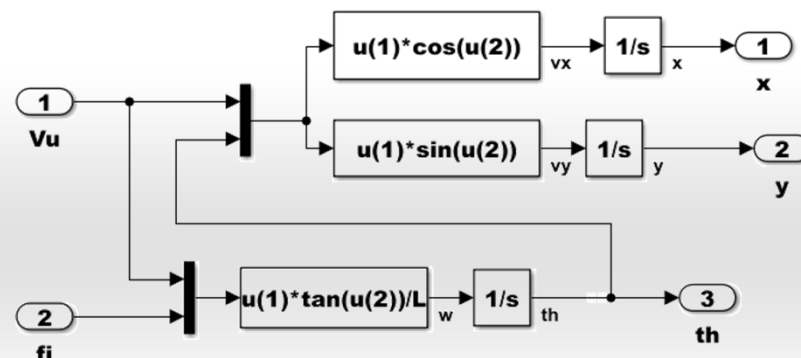 u(1)*cos(u(2))
vx
1/s
x
1
x
1
Vu
u(1)*sin(u(2))
vy
1/s
y
2
y
u(1)*tan(u(2))/L
w
1/s
th
3
th
2
fi